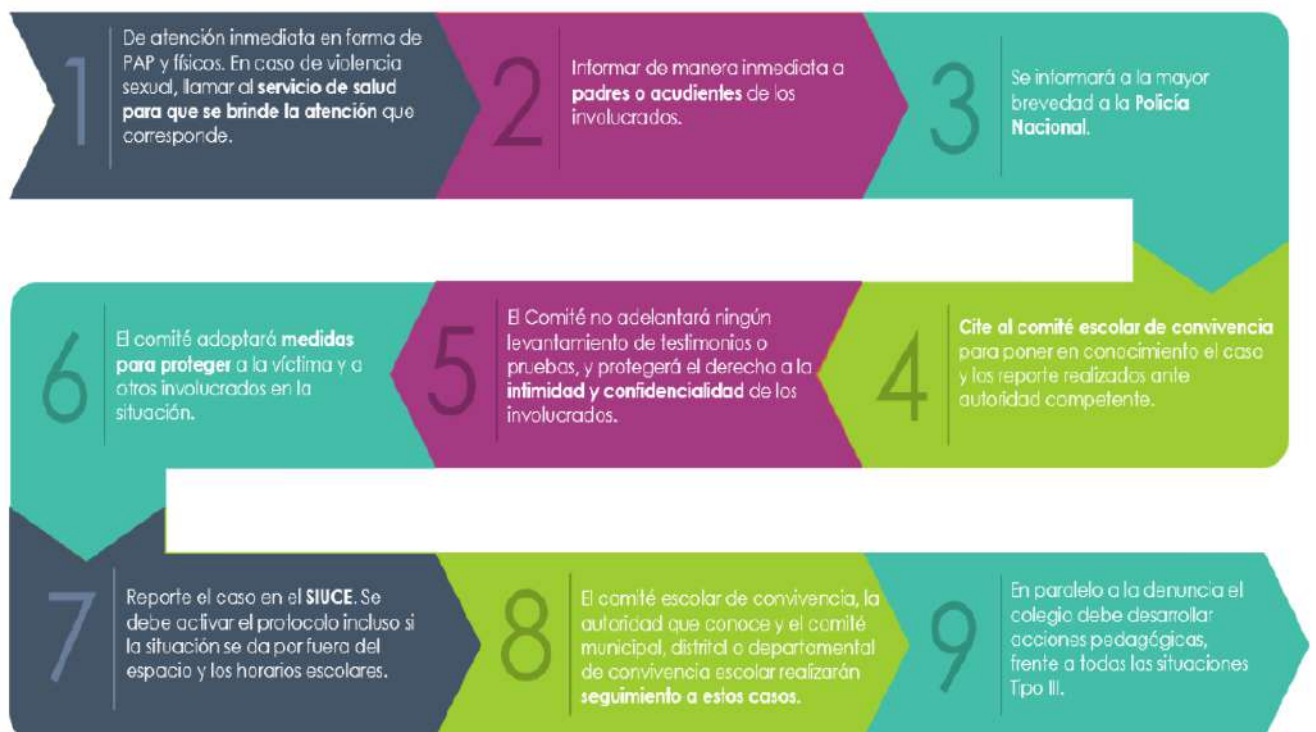 1
De atención inmediata en forma de
PAP y físicos. En caso de violencia
sexual, llamar al servicio de salud
para que se brinde la atención que
corresponde.
2
Informar de manera inmediata a
padres o acudientes de los
involucrados.
3
Se informará a la mayor
brevedad a la Policía
Nacional.
4
Cite al comité escolar de convivencia
para poner en conocimiento el caso
y los reporte realizados ante
autoridad competente.
5
El Comité no adelantará ningún
levantamiento de testimonios o
pruebas, y protegerá el derecho a la
intimidad y confidencialidad de los
involucrados.
6
El comité adoptará medidas
para proteger a la víctima y a
otros involucrados en la
situación.
7
Reporte el caso en el SIUCE. Se
debe activar el protocolo incluso si
la situación se da por fuera del
espacio y los horarios escolares.
8
El comité escolar de convivencia, la
autoridad que conoce y el comité
municipal, distrital o departamental
de convivencia escolar realizarán
seguimiento a estos casos.
9
En paralelo a la denuncia el
colegio debe desarrollar
acciones pedagógicas,
frente a todas las situaciones
Tipo III.